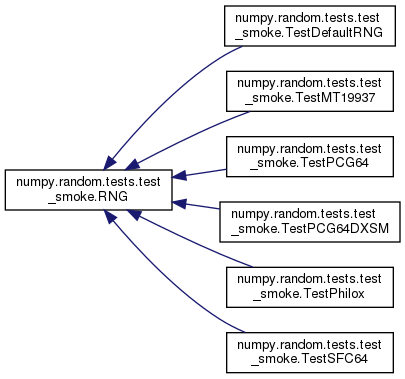 numpy.random.tests.test
_smoke.TestDefaultRNG
numpy.random.tests.test
_smoke.TestMT19937
numpy.random.tests.test
_smoke.TestPCG64
numpy.random.tests.test
_smoke.RNG
numpy.random.tests.test
_smoke.TestPCG64DXSM
numpy.random.tests.test
_smoke.TestPhilox
numpy.random.tests.test
_smoke.TestSFC64